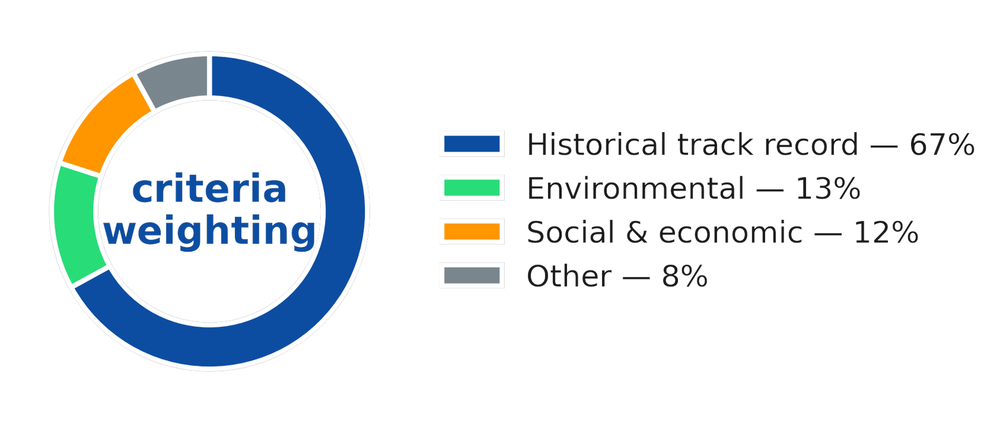 criteria
weighting
Historical track record — 67%
Environmental — 13%
Social & economic — 12%
Other — 8%